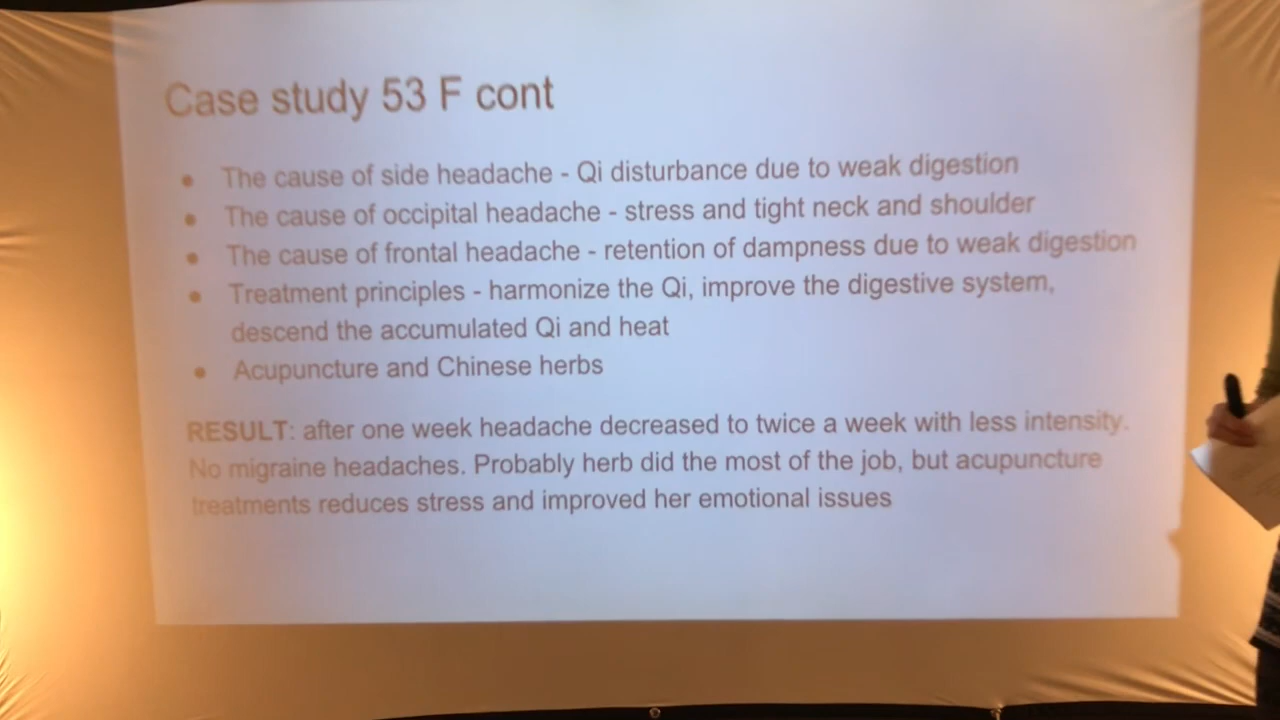 Case study 53 F cont
● The cause of side headache - Qi disturbance due to weak digestion
● The cause of occipital headache - stress and tight neck and shoulder
● The cause of frontal headache - retention of dampness due to weak digestion
● Treatment principles - harmonize the Qi, improve the digestive system,
descend the accumulated Qi and heat
● Acupuncture and Chinese herbs
RESULT: after one week headache decreased to twice a week with less intensity.
No migraine headaches. Probably herb did the most of the job, but acupuncture
treatments reduces stress and improved her emotional issues